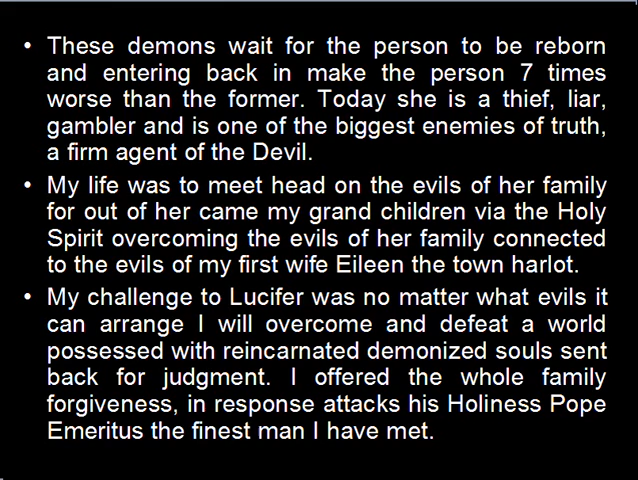 • These demons wait for the person to be reborn
and entering back in make the person 7 times
worse than the former. Today she is a thief, liar,
gambler and is one of the biggest enemies of truth,
a firm agent of the Devil.
• My life was to meet head on the evils of her family
for out of her came my grand children via the Holy
Spirit overcoming the evils of her family connected
to the evils of my first wife Eileen the town harlot.
• My challenge to Lucifer was no matter what evils it
can arrange I will overcome and defeat a world
possessed with reincarnated demonized souls sent
back for judgment. I offered the whole family
forgiveness, in response attacks his Holiness Pope
Emeritus the finest man I have met.